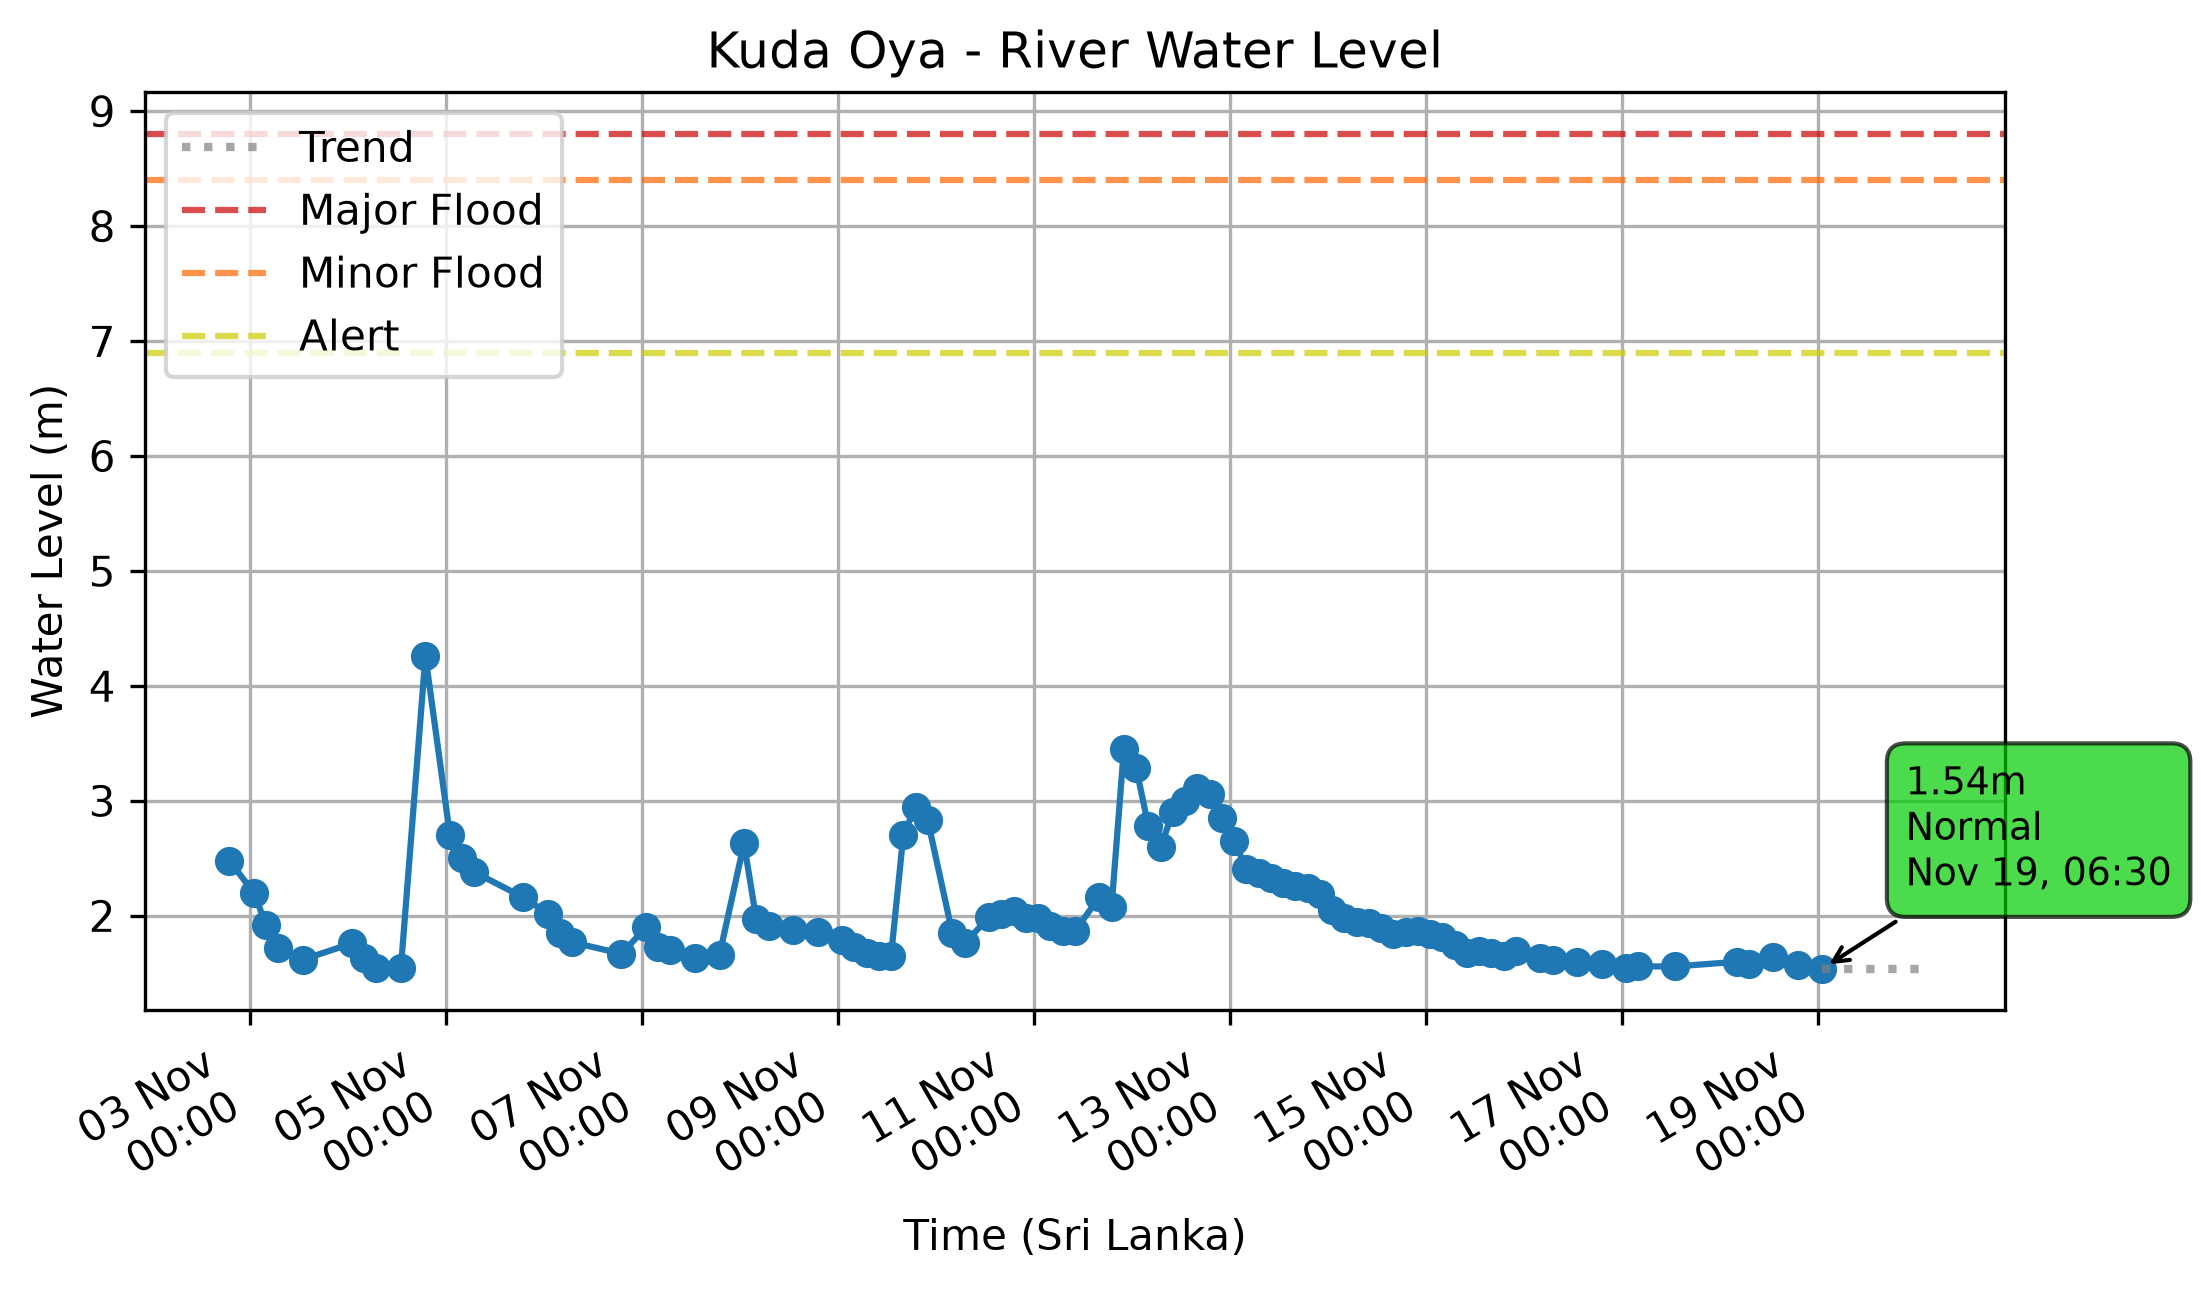 Kuda Oya - River Water Level
9
8
7
6
5
4
3
2
Water Level (m)
Trend
Major Flood
Minor Flood
Alert
1.54m
Normal
Nov 19, 06:30
03 Nov
00:00
05 Nov
00:00
07 Nov
00:00
09 Nov
00:00
11 Nov
00:00
13 Nov
00:00
15 Nov
00:00
17 Nov
00:00
19 Nov
00:00
Time (Sri Lanka)